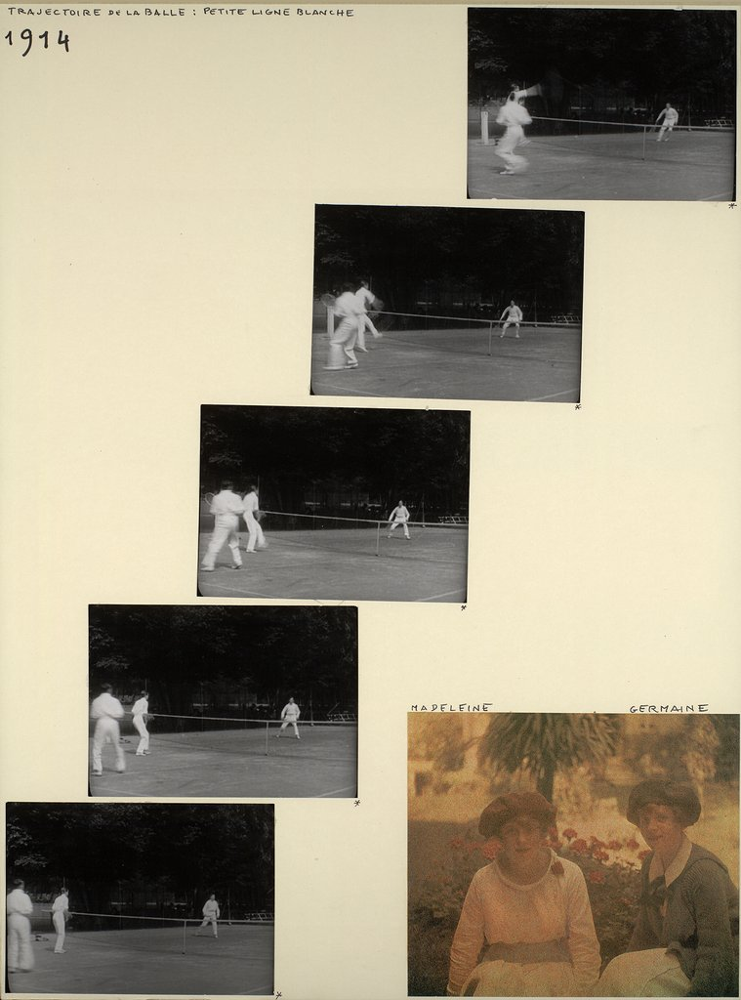 TRAJECTOIRE DE LA BALLE : PETITE LIGNE BLANCHE
1914
MADELEINE GERMAINE